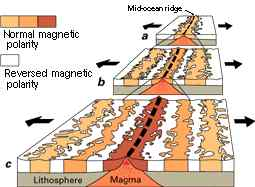 Mid-ocean ridge
Normal magnetic
polarity
Reversed magnetic
polarity
a
b
c
Lithosphere
Magma